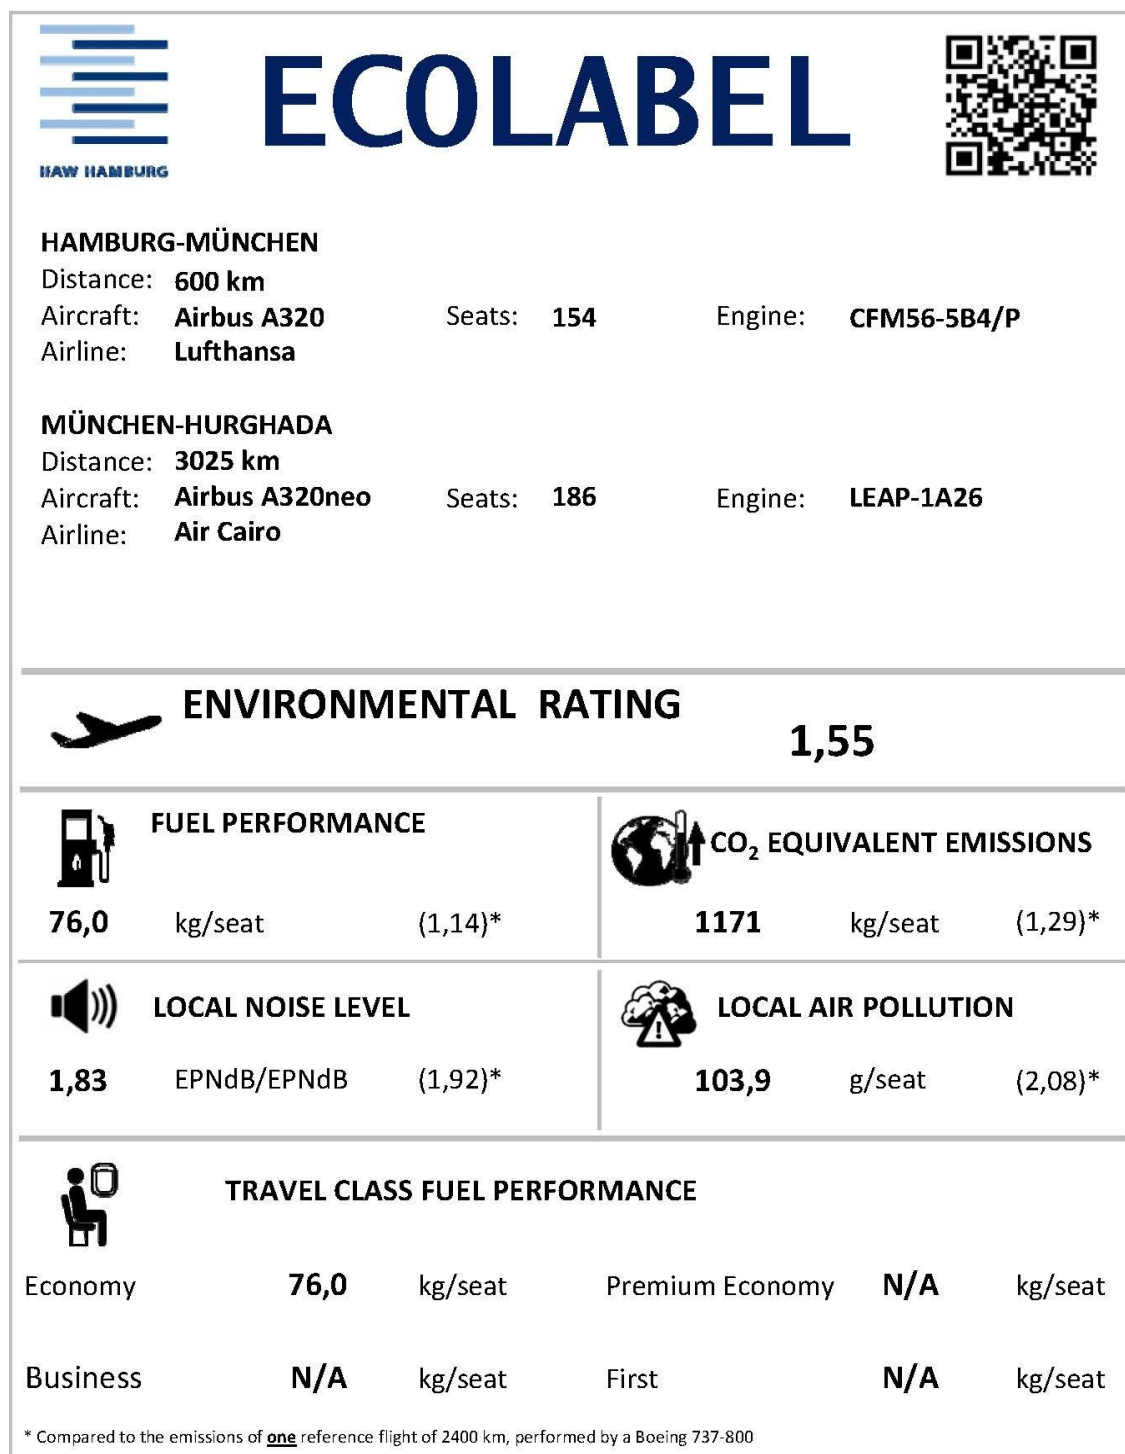 ECOLABEL
HAW HAMBURG
HAMBURG-MÜNCHEN
Distance: 600 km
Aircraft: Airbus A320 Seats: 154 Engine: CFM56-5B4/P
Airline: Lufthansa
MÜNCHEN-HURGHADA
Distance: 3025 km
Aircraft: Airbus A320neo Seats: 186 Engine: LEAP-1A26
Airline: Air Cairo
ENVIRONMENTAL RATING
1,55
FUEL PERFORMANCE
76,0 kg/seat (1,14)*
CO₂ EQUIVALENT EMISSIONS
1171 kg/seat (1,29)*
LOCAL NOISE LEVEL
1,83 EPNdB/EPNdB (1,92)*
LOCAL AIR POLLUTION
103,9 g/seat (2,08)*
TRAVEL CLASS FUEL PERFORMANCE
Economy 76,0 kg/seat Premium Economy N/A kg/seat
Business N/A kg/seat First N/A kg/seat
* Compared to the emissions of one reference flight of 2400 km, performed by a Boeing 737-800